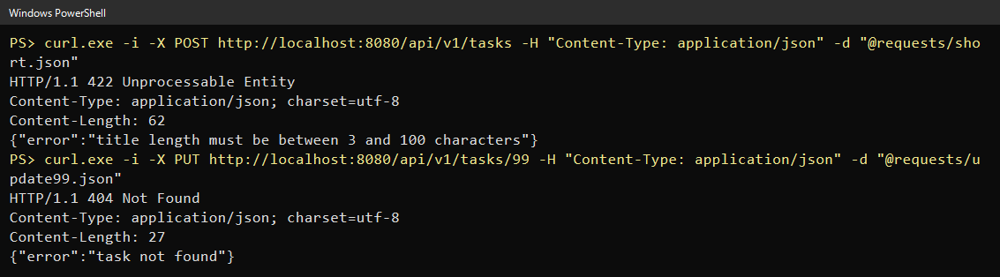 Windows PowerShell
PS> curl.exe -i -X POST http://localhost:8080/api/v1/tasks -H "Content-Type: application/json" -d "@requests/sho
rt.json"
HTTP/1.1 422 Unprocessable Entity
Content-Type: application/json; charset=utf-8
Content-Length: 62
{"error":"title length must be between 3 and 100 characters"}
PS> curl.exe -i -X PUT http://localhost:8080/api/v1/tasks/99 -H "Content-Type: application/json" -d "@requests/u
pdate99.json"
HTTP/1.1 404 Not Found
Content-Type: application/json; charset=utf-8
Content-Length: 27
{"error":"task not found"}